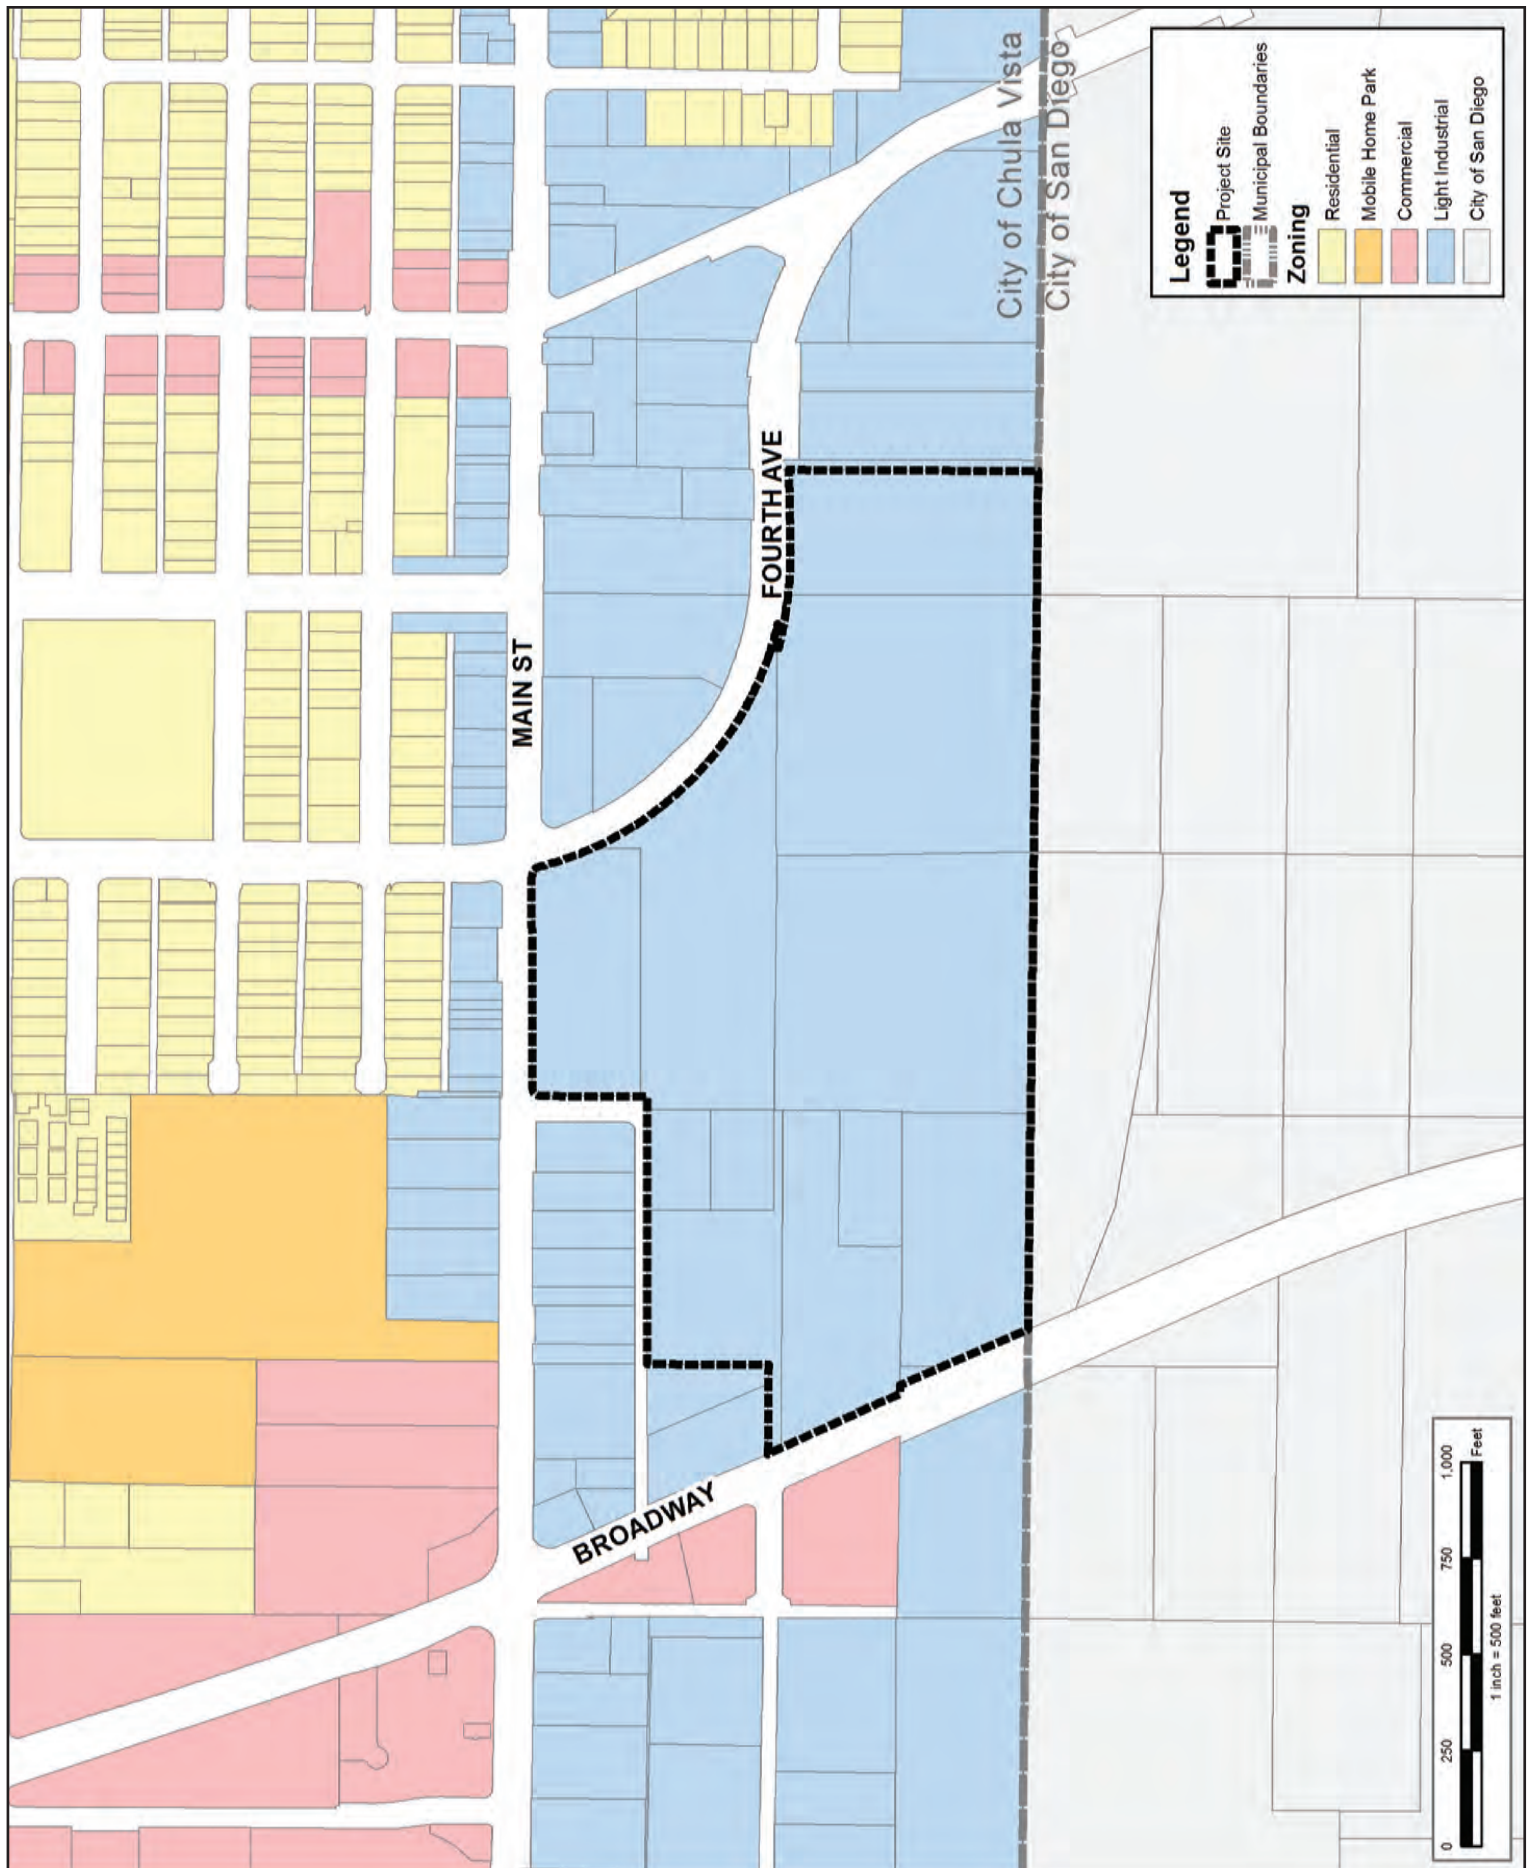 City of Chula Vista
City of San Diego
MAIN ST
FOURTH AVE
BROADWAY
Legend
Project Site
Municipal Boundaries
Zoning
Residential
Mobile Home Park
Commercial
Light Industrial
City of San Diego
0 250 500 750 1,000
Feet
1 inch = 500 feet